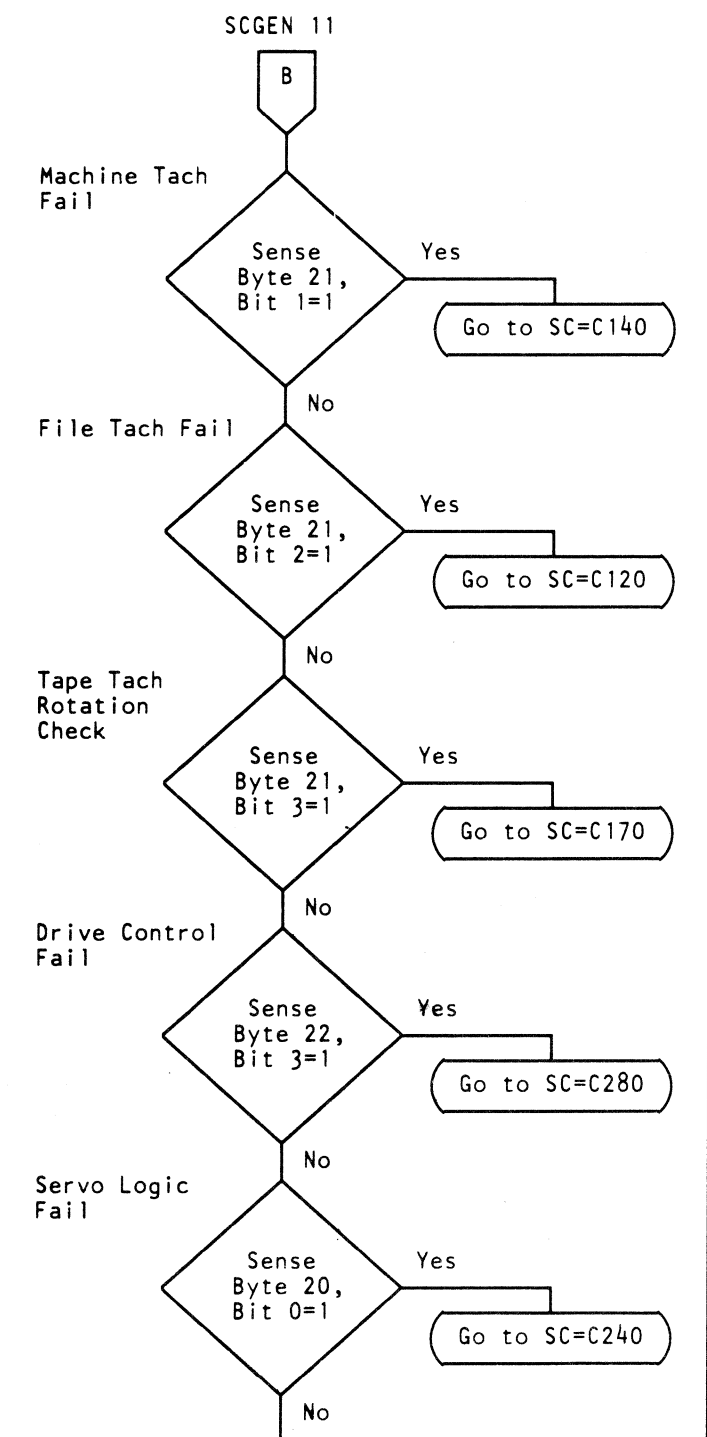 SCGEN 11
B
Machine Tach
Fail
Sense
Byte 21,
Bit 1=1
Yes
Go to SC=C140
No
File Tach Fail
Sense
Byte 21,
Bit 2=1
Yes
Go to SC=C120
No
Tape Tach
Rotation
Check
Sense
Byte 21,
Bit 3=1
Yes
Go to SC=C170
No
Drive Control
Fail
Sense
Byte 22,
Bit 3=1
Yes
Go to SC=C280
No
Servo Logic
Fail
Sense
Byte 20,
Bit 0=1
Yes
Go to SC=C240
No